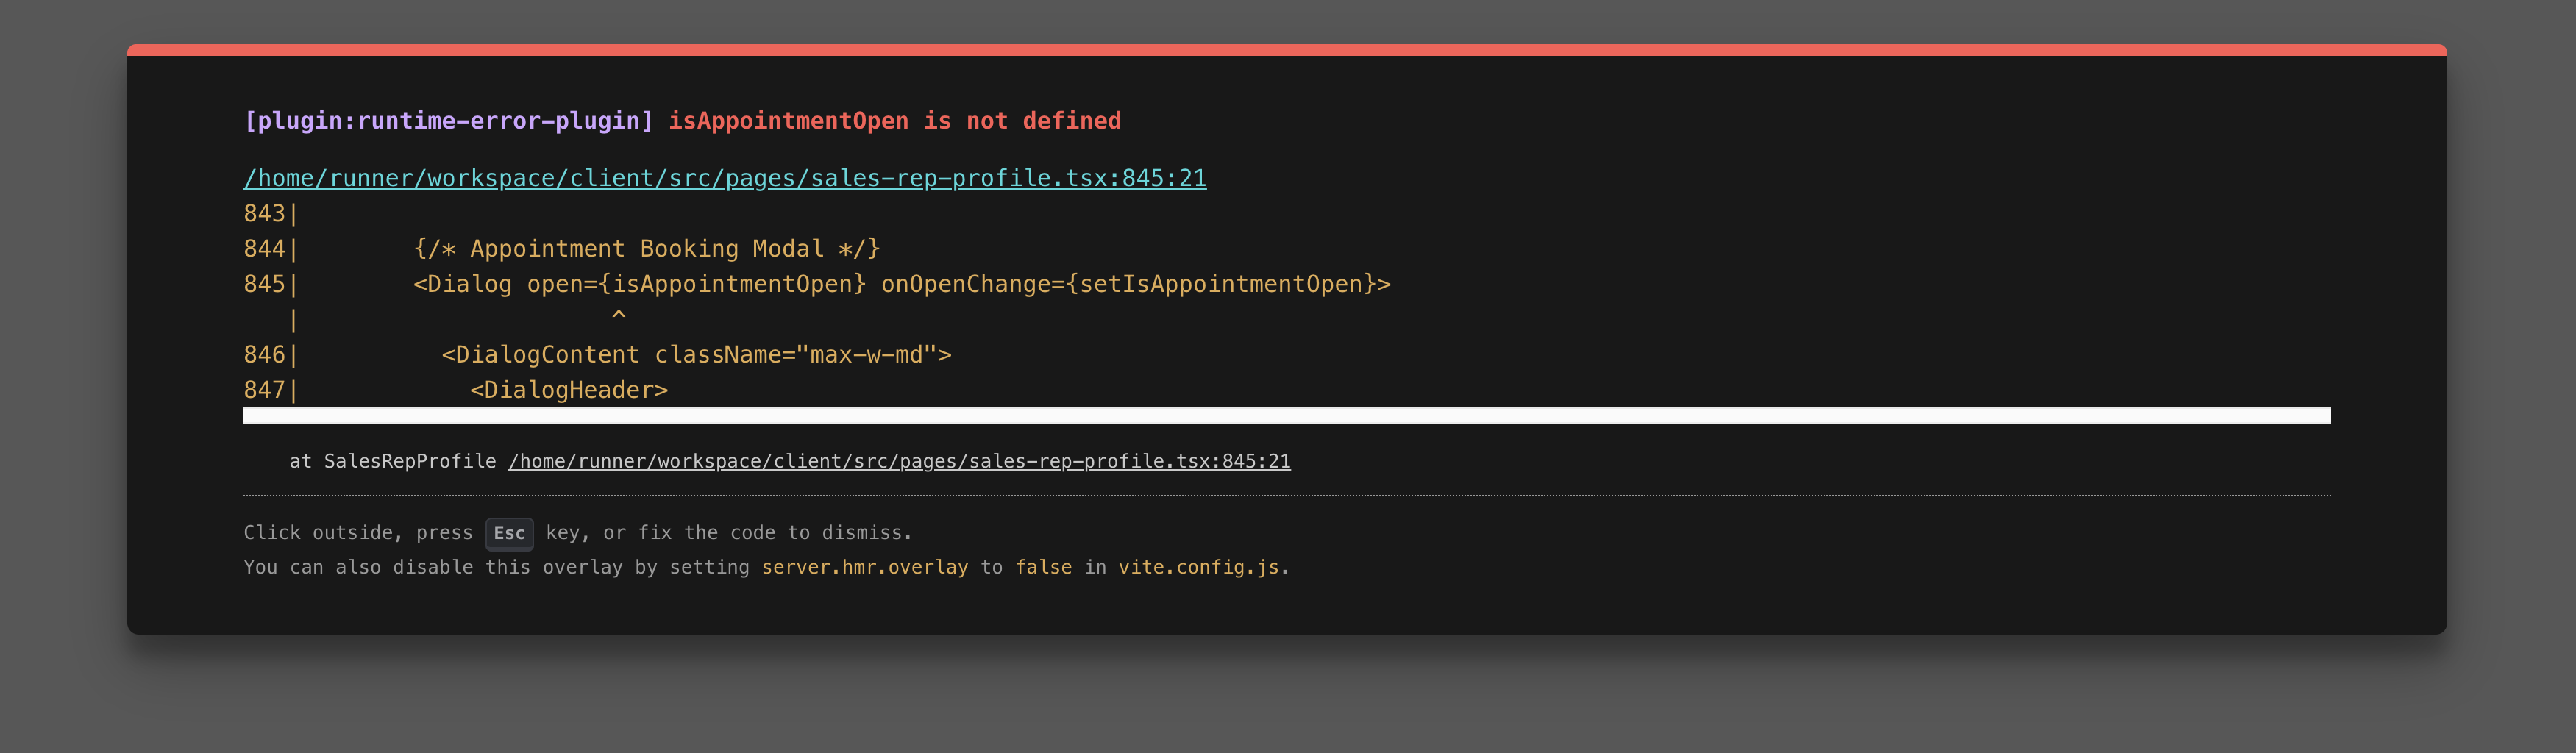 [plugin:runtime-error-plugin] isAppointmentOpen is not defined
/home/runner/workspace/client/src/pages/sales-rep-profile.tsx:845:21
843|
844|        {/* Appointment Booking Modal */}
845|        <Dialog open={isAppointmentOpen} onOpenChange={setIsAppointmentOpen}>
   |                      ^
846|          <DialogContent className="max-w-md">
847|            <DialogHeader>
    at SalesRepProfile /home/runner/workspace/client/src/pages/sales-rep-profile.tsx:845:21
Click outside, press Esc key, or fix the code to dismiss.
You can also disable this overlay by setting server.hmr.overlay to false in vite.config.js.